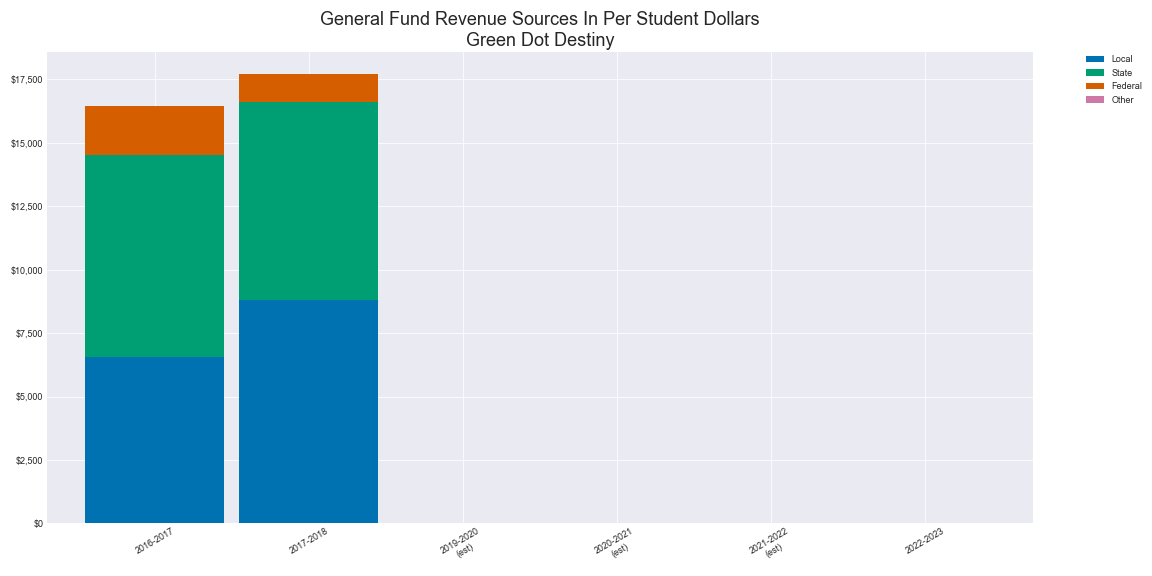 General Fund Revenue Sources In Per Student Dollars
Green Dot Destiny
Local
State
Federal
Other
$17,500
$15,000
$12,500
$10,000
$7,500
$5,000
$2,500
$0
2016-2017
2017-2018
2019-2020
(est)
2020-2021
(est)
2021-2022
(est)
2022-2023